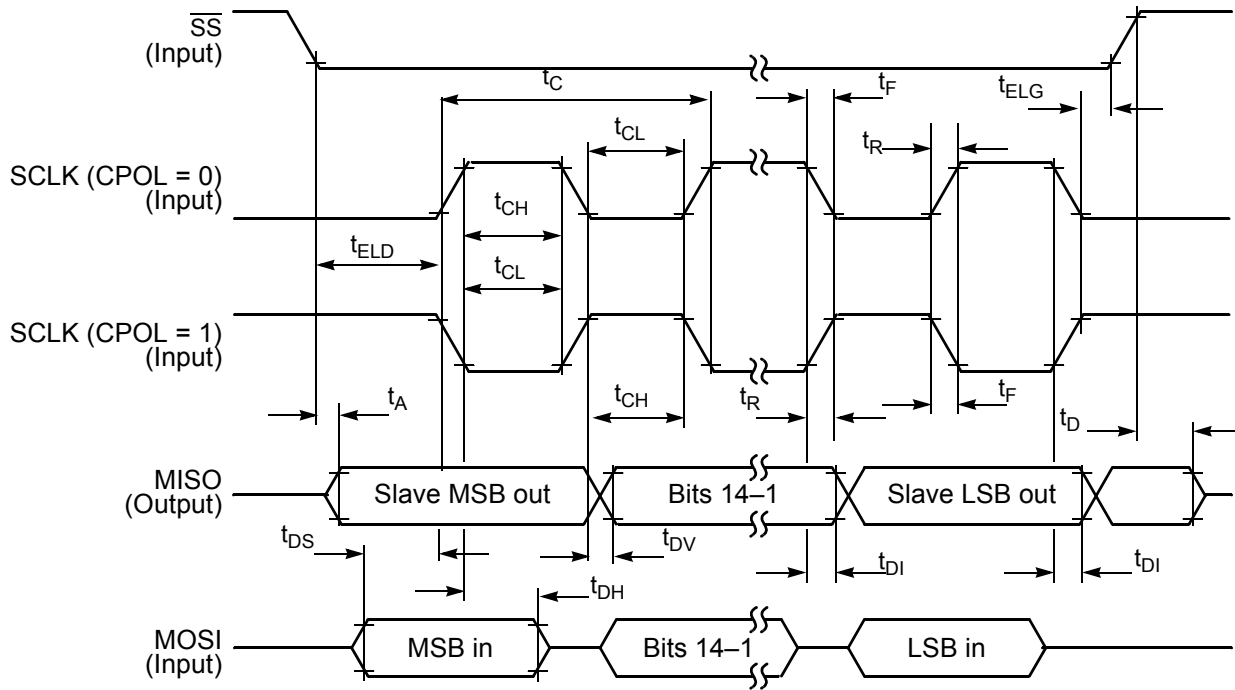 SS
(Input)
tC
tF
tELG
tCL
tR
SCLK (CPOL = 0)
(Input)
tCH
tELD
tCL
SCLK (CPOL = 1)
(Input)
tA
tCH
tR
tF
tD
MISO
(Output)
Slave MSB out
Bits 14–1
Slave LSB out
tDS
tDV
tDI
tDI
tDH
MOSI
(Input)
MSB in
Bits 14–1
LSB in